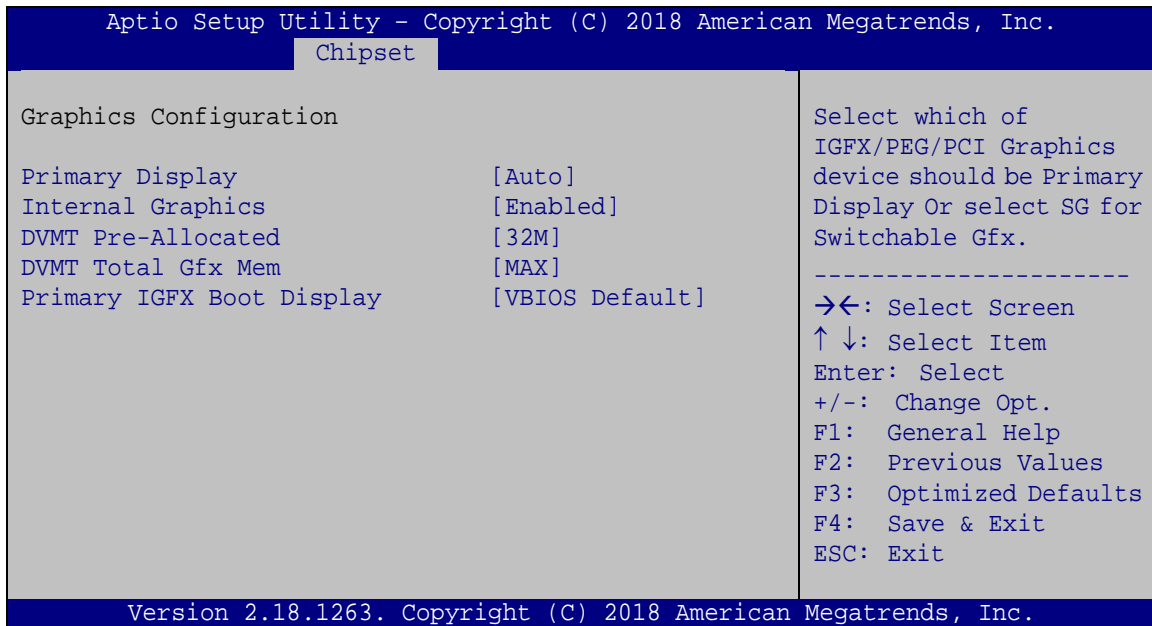 Aptio Setup Utility – Copyright (C) 2018 American Megatrends, Inc.
Chipset
Graphics Configuration
Primary Display [Auto]
Internal Graphics [Enabled]
DVMT Pre-Allocated [32M]
DVMT Total Gfx Mem [MAX]
Primary IGFX Boot Display [VBIOS Default]
Select which of
IGFX/PEG/PCI Graphics
device should be Primary
Display Or select SG for
Switchable Gfx.
----------------------
→←: Select Screen
↑ ↓: Select Item
Enter: Select
+/-: Change Opt.
F1: General Help
F2: Previous Values
F3: Optimized Defaults
F4: Save & Exit
ESC: Exit
Version 2.18.1263. Copyright (C) 2018 American Megatrends, Inc.